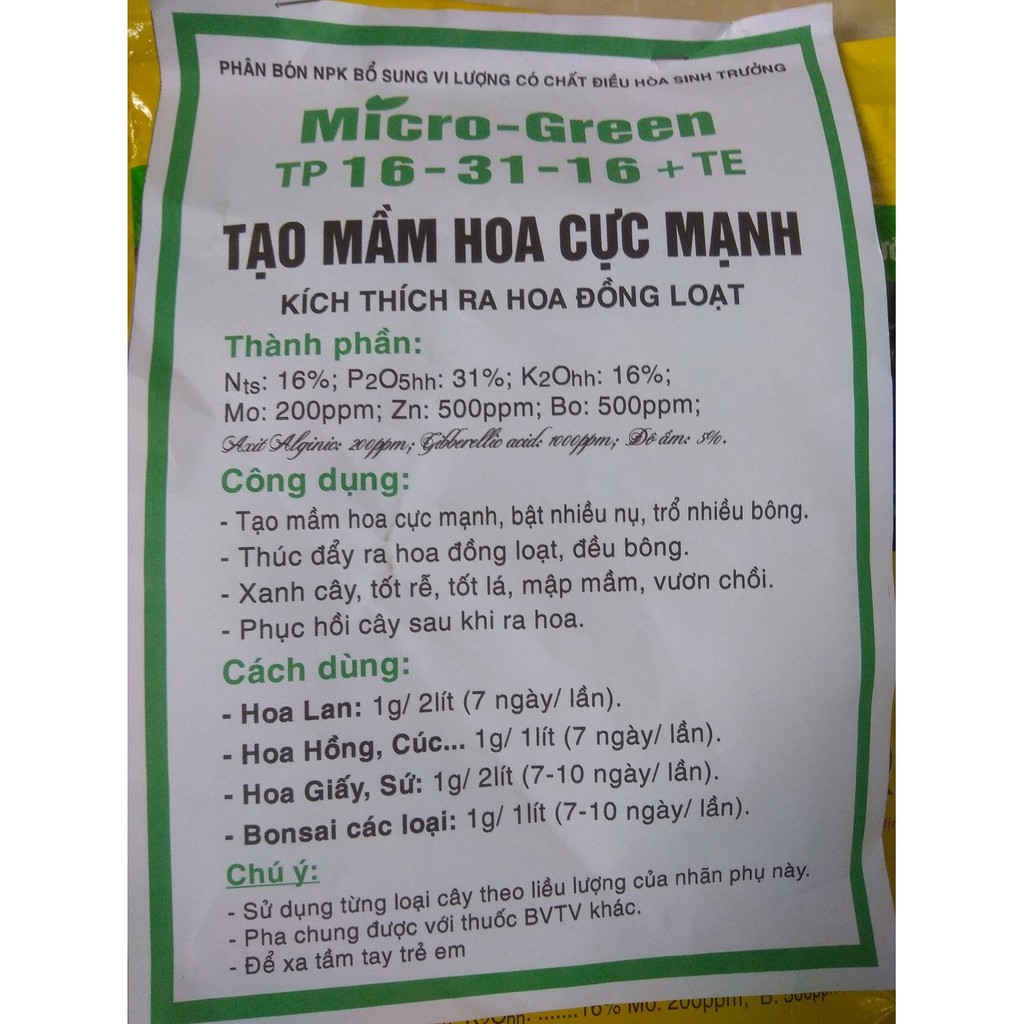 PHÂN BÓN NPK BỔ SUNG VI LƯỢNG CÓ CHẤT ĐIỀU HÒA SINH TRƯỞNG
Micro-Green
TP 16-31-16 + TE
TẠO MẦM HOA CỰC MẠNH
KÍCH THÍCH RA HOA ĐỒNG LOẠT
Thành phần:
Nts: 16%; P2O5hh: 31%; K2Ohh: 16%;
Mo: 200ppm; Zn: 500ppm; Bo: 500ppm;
Axit Alginic: 200ppm; Gibberellic acid: 1000ppm; Độ ẩm: 5%.
Công dụng:
- Tạo mầm hoa cực mạnh, bật nhiều nụ, trổ nhiều bông.
- Thúc đẩy ra hoa đồng loạt, đều bông.
- Xanh cây, tốt rễ, tốt lá, mập mầm, vươn chồi.
- Phục hồi cây sau khi ra hoa.
Cách dùng:
- Hoa Lan: 1g/ 2lít (7 ngày/ lần).
- Hoa Hồng, Cúc... 1g/ 1lít (7 ngày/ lần).
- Hoa Giấy, Sứ: 1g/ 2lít (7-10 ngày/ lần).
- Bonsai các loại: 1g/ 1lít (7-10 ngày/ lần).
Chú ý:
- Sử dụng từng loại cây theo liều lượng của nhãn phụ này.
- Pha chung được với thuốc BVTV khác.
- Để xa tầm tay trẻ em
K2Ohh: .......16% Mo: 200ppm, B: 500ppm,